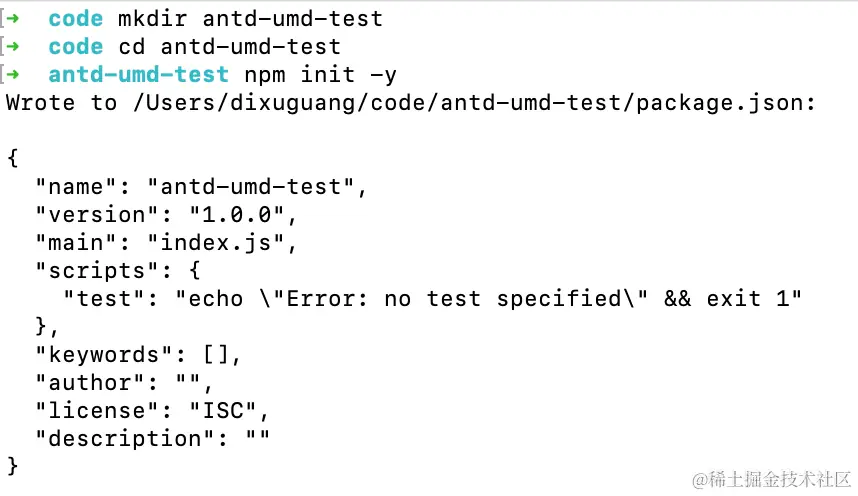 [➜  code mkdir antd-umd-test
[➜  code cd antd-umd-test
[➜  antd-umd-test npm init -y
Wrote to /Users/dixuguang/code/antd-umd-test/package.json:

{
  "name": "antd-umd-test",
  "version": "1.0.0",
  "main": "index.js",
  "scripts": {
    "test": "echo \"Error: no test specified\" && exit 1"
  },
  "keywords": [],
  "author": "",
  "license": "ISC",
  "description": ""
}
@稀土掘金技术社区